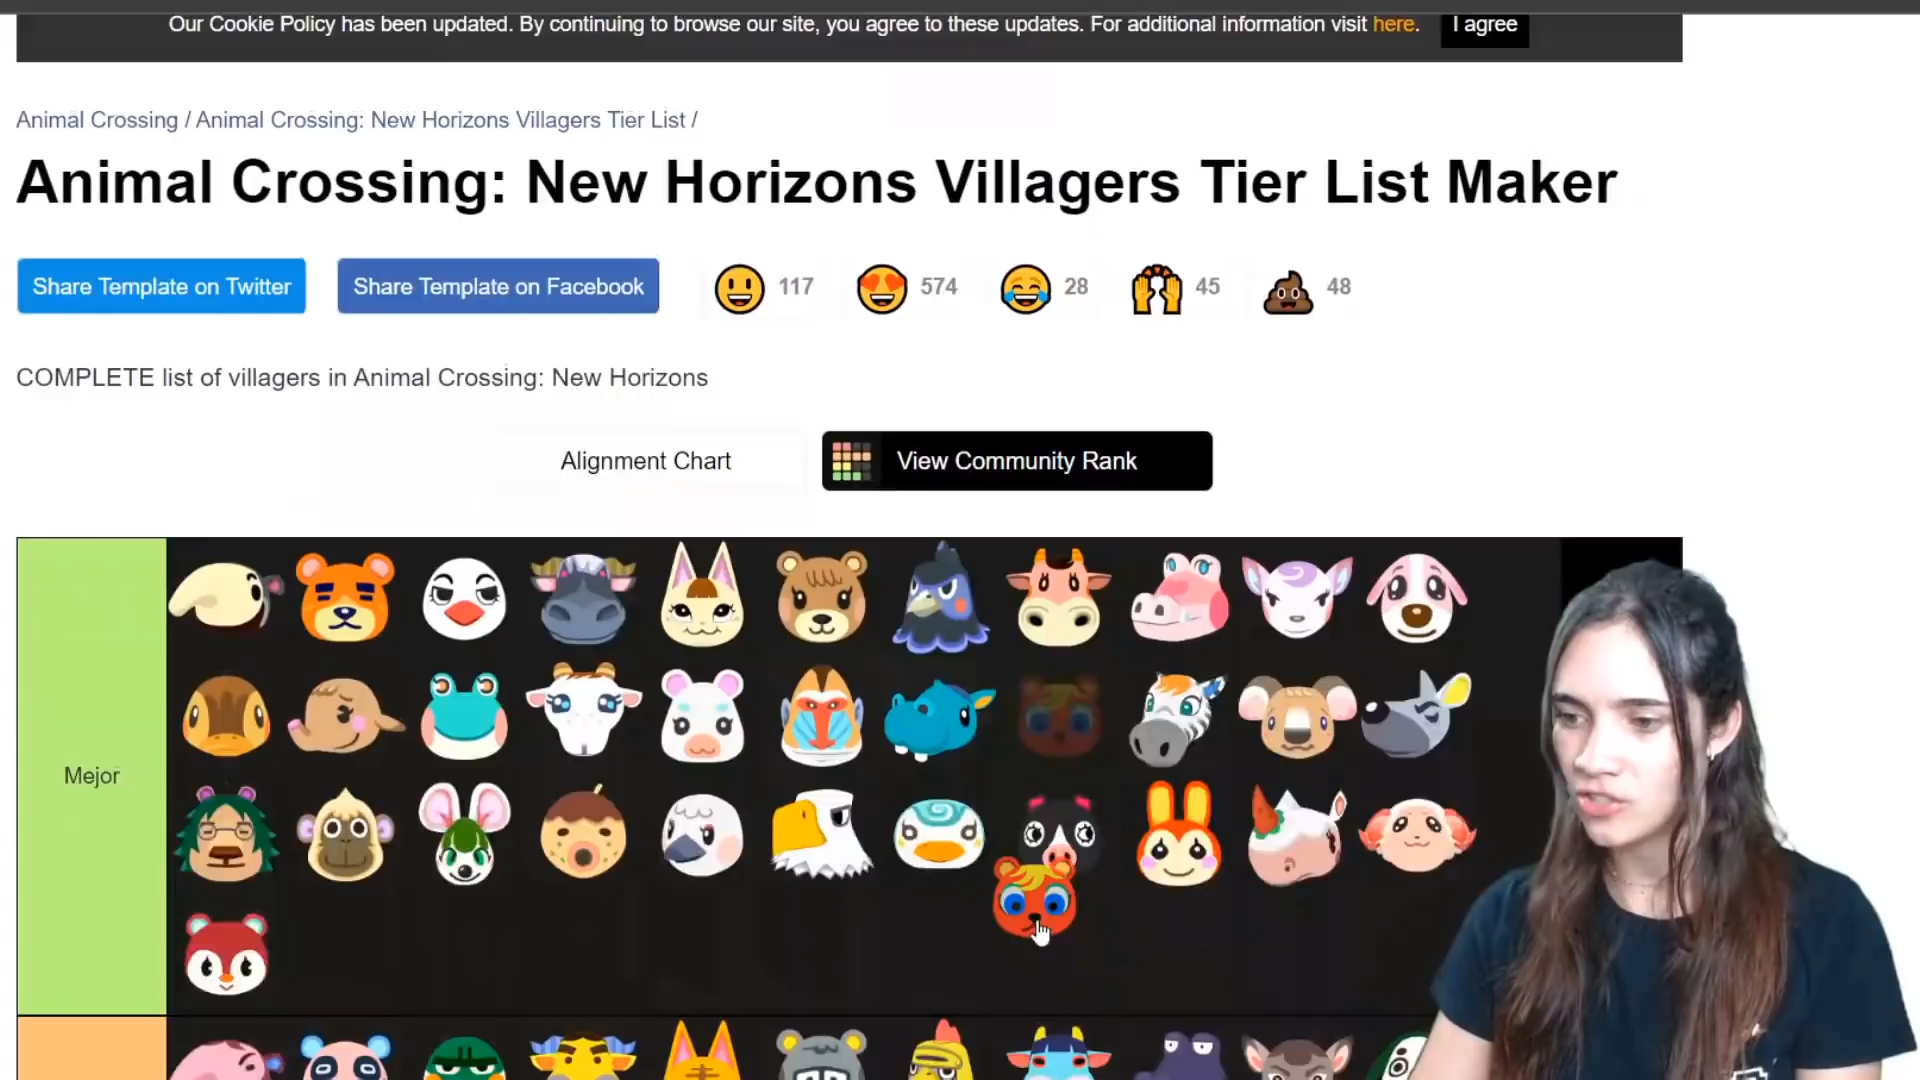 Our Cookie Policy has been updated. By continuing to browse our site, you agree to these updates. For additional information visit here. I agree
Animal Crossing / Animal Crossing: New Horizons Villagers Tier List /
Animal Crossing: New Horizons Villagers Tier List Maker
Share Template on Twitter Share Template on Facebook 117 574 28 45 48
COMPLETE list of villagers in Animal Crossing: New Horizons
Alignment Chart View Community Rank
Mejor